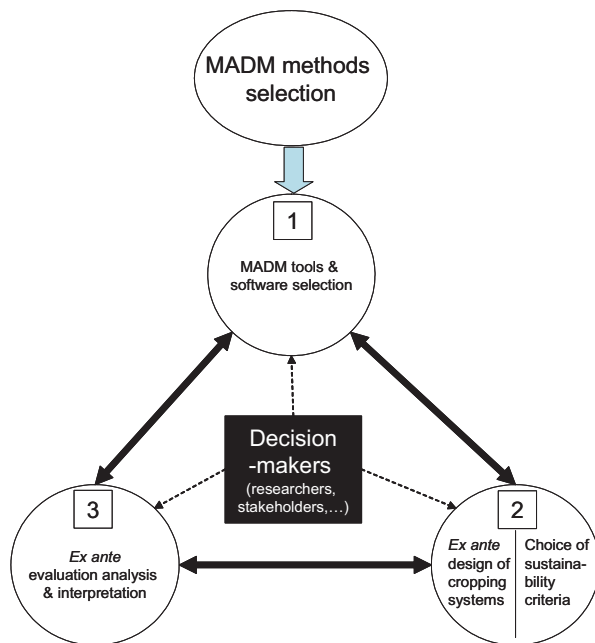 MADM methods
selection
1
MADM tools &
software selection
Decision
-makers
(researchers,
stakeholders,...)
3
Ex ante
evaluation analysis
& interpretation
2
Ex ante
design of
cropping
systems
Choice of
sustaina-
bility
criteria